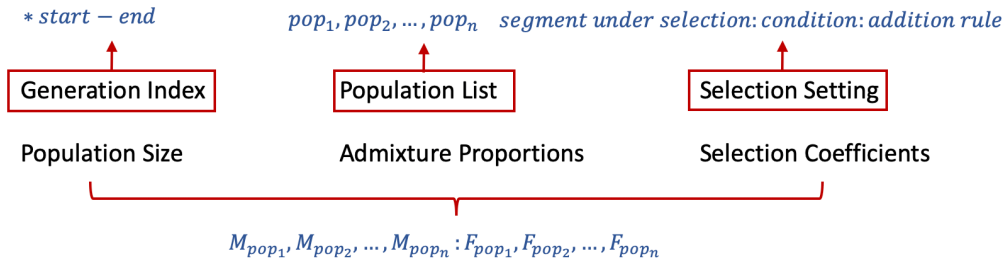 * start – end pop₁, pop₂, ..., popₙ segment under selection: condition: addition rule
Generation Index Population List Selection Setting
Population Size Admixture Proportions Selection Coefficients
M_pop₁, M_pop₂, ..., M_popₙ : F_pop₁, F_pop₂, ..., F_popₙ